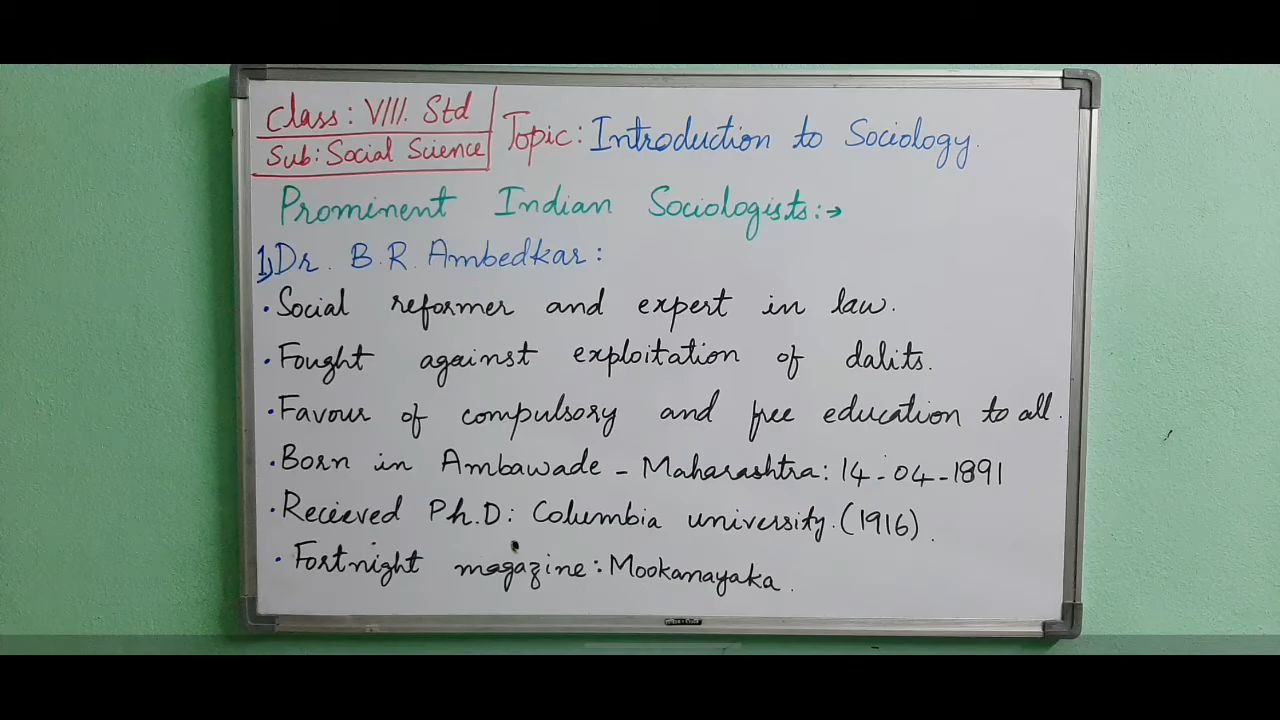 Class: VIII. Std
Sub: Social Science
Topic: Introduction to Sociology.
Prominent Indian Sociologists:→
1) Dr. B.R. Ambedkar:
• Social reformer and expert in law.
• Fought against exploitation of dalits.
• Favour of compulsory and free education to all.
• Born in Ambawade - Maharashtra: 14-04-1891
• Recieved Ph.D: Columbia university. (1916).
• Fortnight magazine: Mookanayaka.